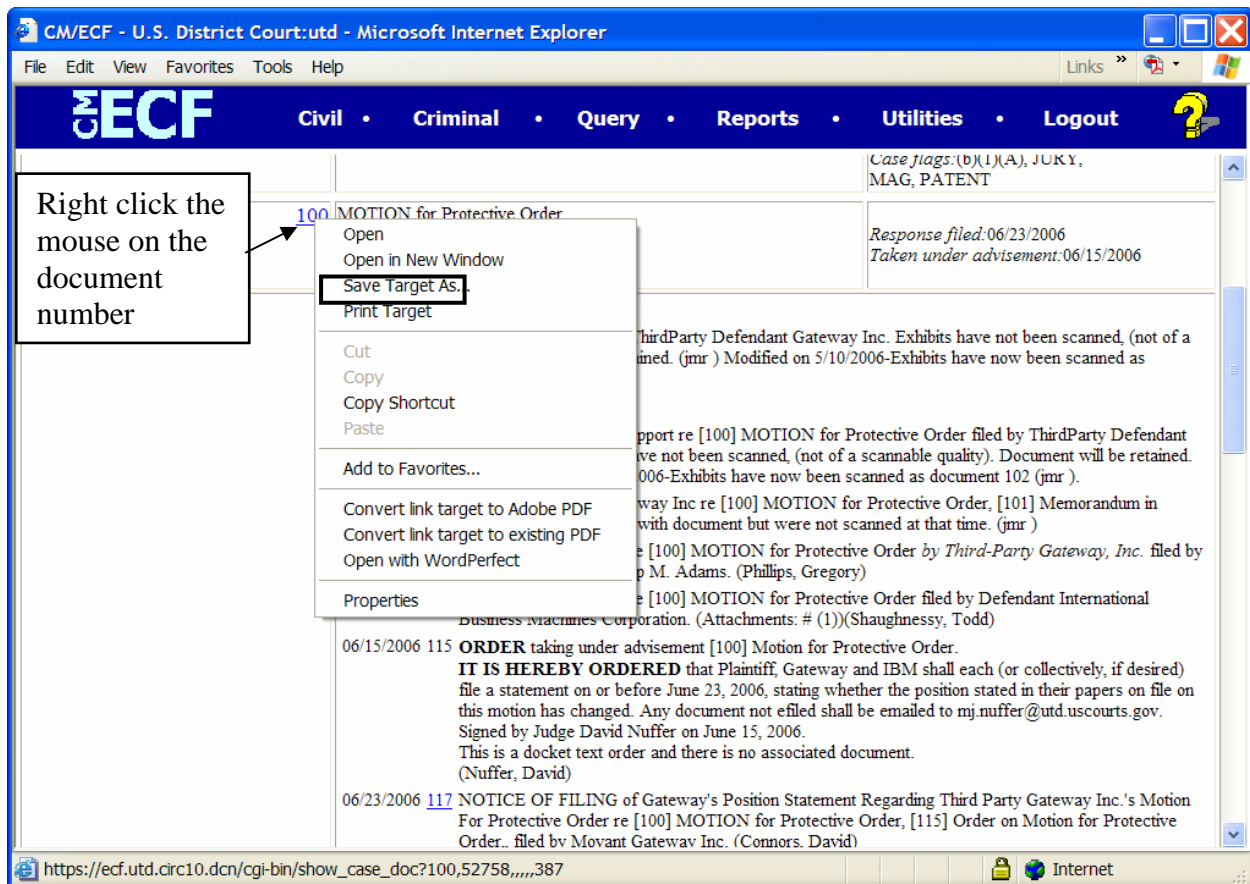 CM/ECF - U.S. District Court:utd - Microsoft Internet Explorer
File Edit View Favorites Tools Help Links »
CM ECF Civil • Criminal • Query • Reports • Utilities • Logout ?
Case flags:(b)(1)(A), JURY,
MAG, PATENT
Right click the
mouse on the
document
number
100 MOTION for Protective Order
Response filed:06/23/2006
Taken under advisement:06/15/2006
Open
Open in New Window
Save Target As...
Print Target
Cut
Copy
Copy Shortcut
Paste
Add to Favorites...
Convert link target to Adobe PDF
Convert link target to existing PDF
Open with WordPerfect
Properties
ThirdParty Defendant Gateway Inc. Exhibits have not been scanned, (not of a
ined. (jmr ) Modified on 5/10/2006-Exhibits have now been scanned as
pport re [100] MOTION for Protective Order filed by ThirdParty Defendant
ve not been scanned, (not of a scannable quality). Document will be retained.
006-Exhibits have now been scanned as document 102 (jmr ).
way Inc re [100] MOTION for Protective Order, [101] Memorandum in
with document but were not scanned at that time. (jmr )
e [100] MOTION for Protective Order by Third-Party Gateway, Inc. filed by
p M. Adams. (Phillips, Gregory)
e [100] MOTION for Protective Order filed by Defendant International
Business Machines Corporation. (Attachments: # (1))(Shaughnessy, Todd)
06/15/2006 115 ORDER taking under advisement [100] Motion for Protective Order.
IT IS HEREBY ORDERED that Plaintiff, Gateway and IBM shall each (or collectively, if desired)
file a statement on or before June 23, 2006, stating whether the position stated in their papers on file on
this motion has changed. Any document not efiled shall be emailed to mj.nuffer@utd.uscourts.gov.
Signed by Judge David Nuffer on June 15, 2006.
This is a docket text order and there is no associated document.
(Nuffer, David)
06/23/2006 117 NOTICE OF FILING of Gateway's Position Statement Regarding Third Party Gateway Inc.'s Motion
For Protective Order re [100] MOTION for Protective Order, [115] Order on Motion for Protective
Order,. filed by Movant Gateway Inc. (Connors, David)
https://ecf.utd.circ10.dcn/cgi-bin/show_case_doc?100,52758,,,,,387 Internet